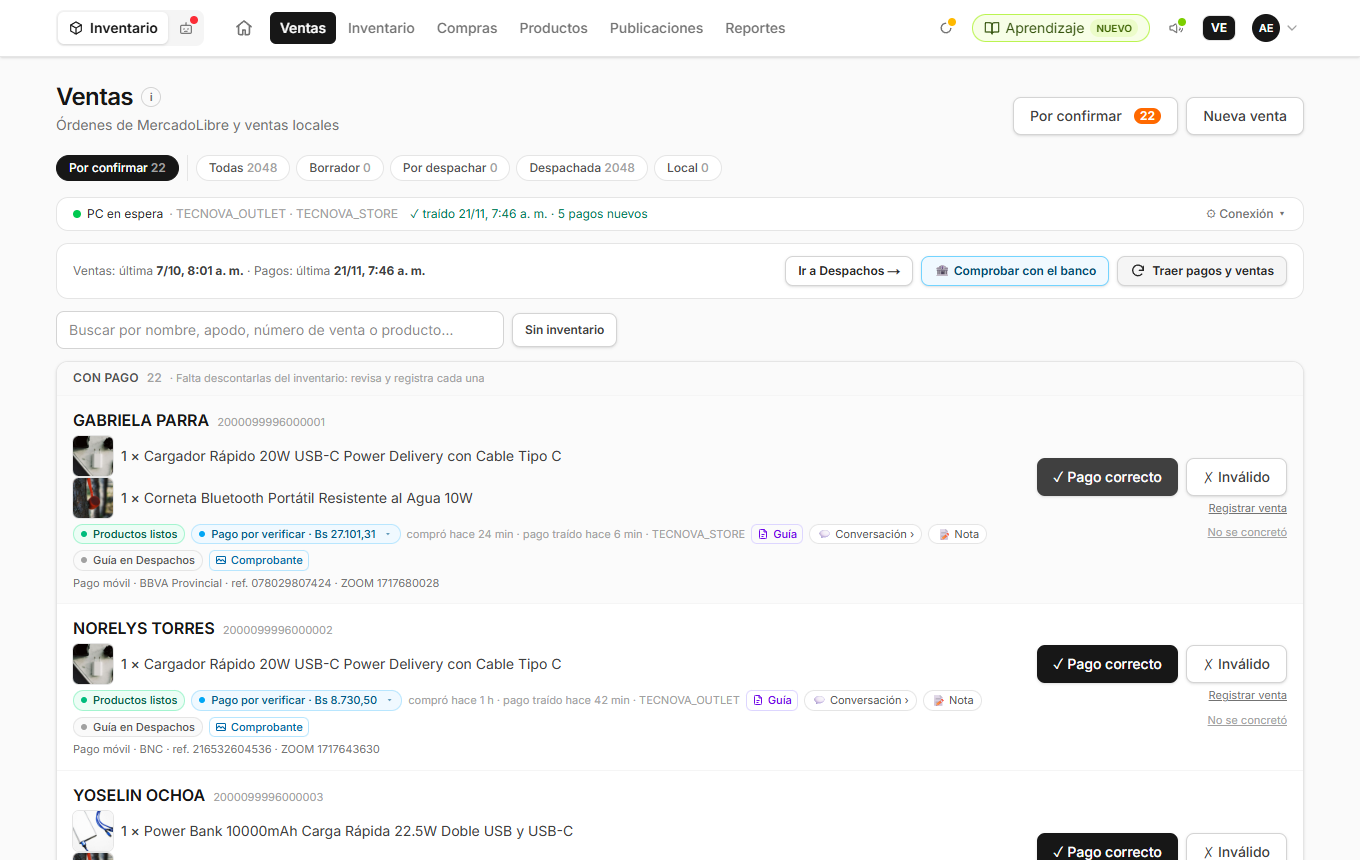 Inventario
Ventas Inventario Compras Productos Publicaciones Reportes
Aprendizaje NUEVO
VE
AE
Ventas i
Órdenes de MercadoLibre y ventas locales
Por confirmar 22
Nueva venta
Por confirmar 22
Todas 2048
Borrador 0
Por despachar 0
Despachada 2048
Local 0
PC en espera · TECNOVA_OUTLET · TECNOVA_STORE ✓ traído 21/11, 7:46 a. m. · 5 pagos nuevos
Conexión ▾
Ventas: última 7/10, 8:01 a. m. · Pagos: última 21/11, 7:46 a. m.
Ir a Despachos →
Comprobar con el banco
Traer pagos y ventas
Buscar por nombre, apodo, número de venta o producto...
Sin inventario
CON PAGO 22 · Falta descontarlas del inventario: revisa y registra cada una
GABRIELA PARRA 2000099996000001
1 × Cargador Rápido 20W USB-C Power Delivery con Cable Tipo C
1 × Corneta Bluetooth Portátil Resistente al Agua 10W
Productos listos Pago por verificar · Bs 27.101,31 compró hace 24 min · pago traído hace 6 min · TECNOVA_STORE Guía Conversación › Nota
Guía en Despachos Comprobante
Pago móvil · BBVA Provincial · ref. 078029807424 · ZOOM 1717680028
✓ Pago correcto
✗ Inválido
Registrar venta
No se concretó
NORELYS TORRES 2000099996000002
1 × Cargador Rápido 20W USB-C Power Delivery con Cable Tipo C
Productos listos Pago por verificar · Bs 8.730,50 compró hace 1 h · pago traído hace 42 min · TECNOVA_OUTLET Guía Conversación › Nota
Guía en Despachos Comprobante
Pago móvil · BNC · ref. 216532604536 · ZOOM 1717643630
✓ Pago correcto
✗ Inválido
Registrar venta
No se concretó
YOSELIN OCHOA 2000099996000003
1 × Power Bank 10000mAh Carga Rápida 22.5W Doble USB y USB-C
✓ Pago correcto
✗ Inválido